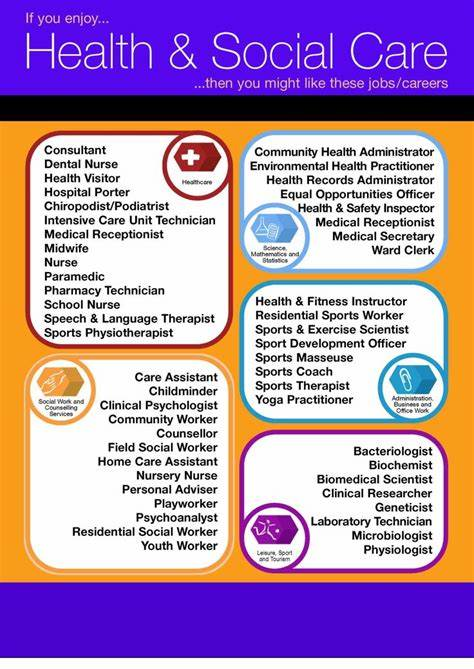 If you enjoy...
Health & Social Care
...then you might like these jobs/careers
Consultant
Dental Nurse
Health Visitor
Hospital Porter
Chiropodist/Podiatrist
Intensive Care Unit Technician
Medical Receptionist
Midwife
Nurse
Paramedic
Pharmacy Technician
School Nurse
Speech & Language Therapist
Sports Physiotherapist
Healthcare
Community Health Administrator
Environmental Health Practitioner
Health Records Administrator
Equal Opportunities Officer
Health & Safety Inspector
Medical Receptionist
Medical Secretary
Ward Clerk
Science,
Mathematics and
Statistics
Health & Fitness Instructor
Residential Sports Worker
Sports & Exercise Scientist
Sport Development Officer
Sports Masseuse
Sports Coach
Sports Therapist
Yoga Practitioner
Administration,
Business and
Office Work
Social Work and
Counselling
Services
Care Assistant
Childminder
Clinical Psychologist
Community Worker
Counsellor
Field Social Worker
Home Care Assistant
Nursery Nurse
Personal Adviser
Playworker
Psychoanalyst
Residential Social Worker
Youth Worker
Bacteriologist
Biochemist
Biomedical Scientist
Clinical Researcher
Geneticist
Laboratory Technician
Microbiologist
Physiologist
Leisure, Sport
and Tourism